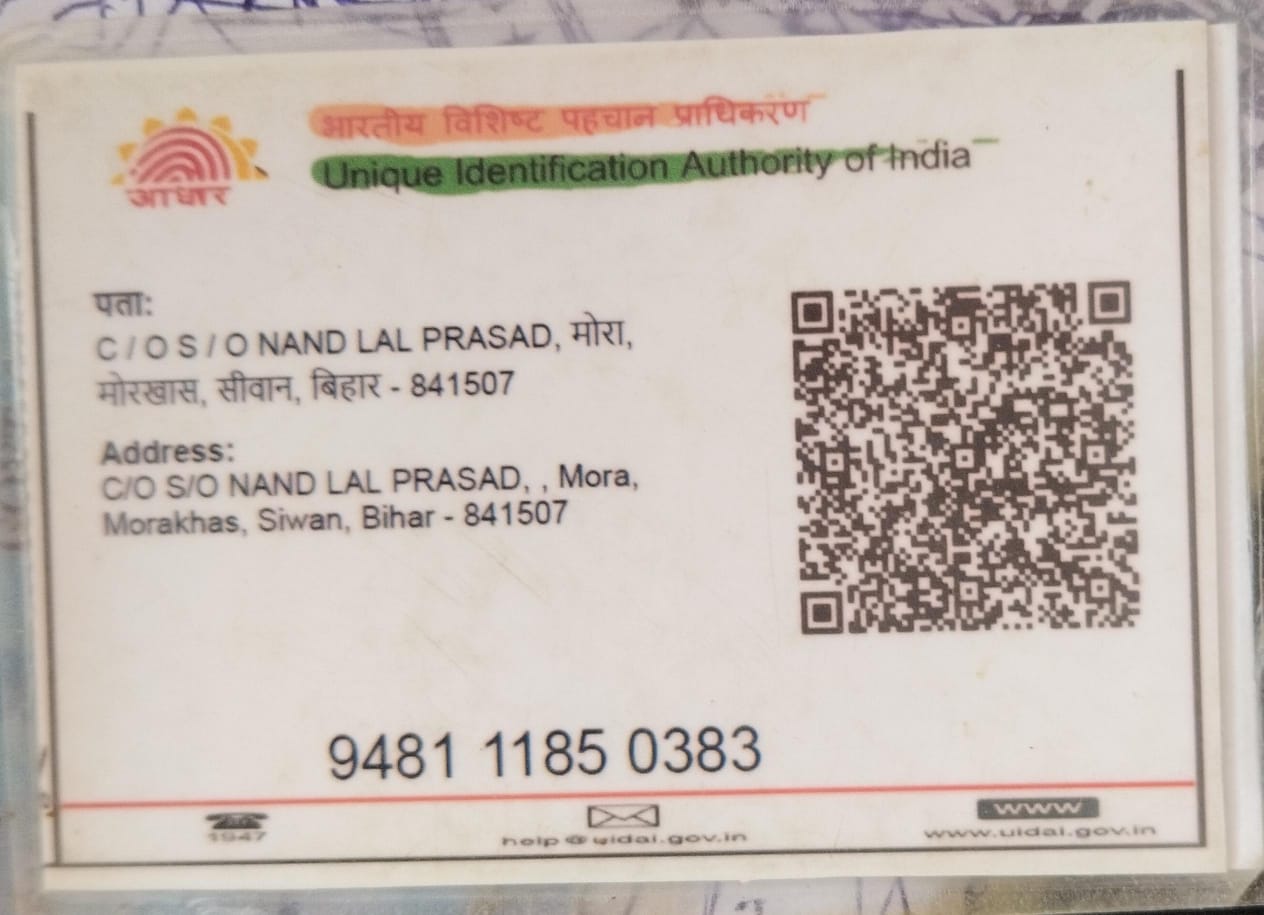 आधार
भारतीय विशिष्ट पहचान प्राधिकरण
Unique Identification Authority of India
पता:
C / O S / O NAND LAL PRASAD, मोरा,
मोरखास, सीवान, बिहार - 841507
Address:
C/O S/O NAND LAL PRASAD, , Mora,
Morakhas, Siwan, Bihar - 841507
9481 1185 0383
1947
help@uidai.gov.in
www
www.uidai.gov.in